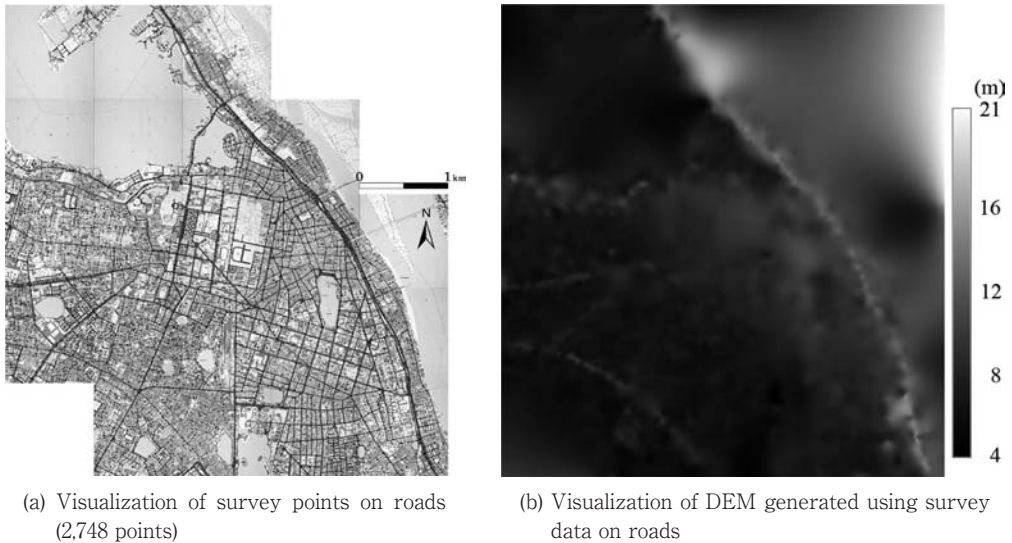 0 1 km
N
(m)
21
16
12
8
4
(a) Visualization of survey points on roads
(2,748 points)
(b) Visualization of DEM generated using survey
data on roads